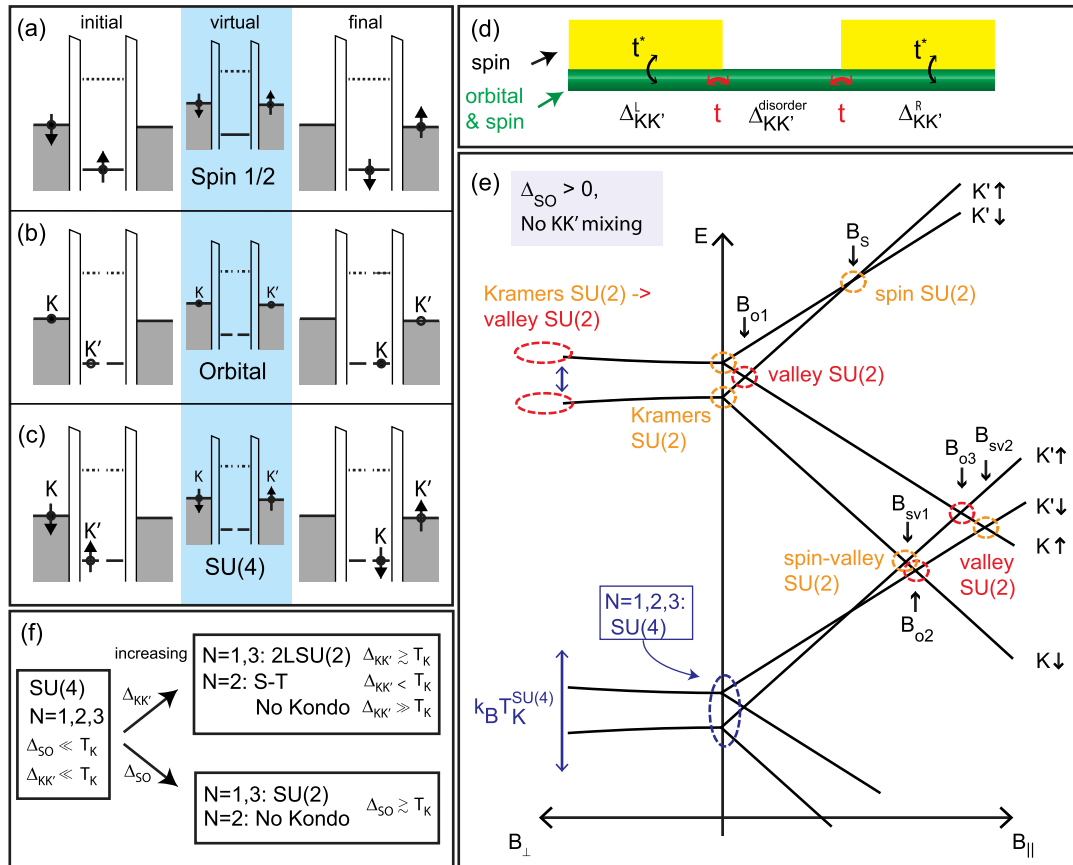 (a)
initial
virtual
final
Spin 1/2
(b)
K
K'
K
K'
K
K'
Orbital
(c)
K
K'
K
K'
K
K'
SU(4)
(d)
spin
orbital
& spin
t*
t*
Δ^L_KK'
t
Δ^disorder_KK'
t
Δ^R_KK'
(e)
Δ_SO > 0,
No KK' mixing
E
K'↑
K'↓
B_S
spin SU(2)
Kramers SU(2) ->
valley SU(2)
B_o1
valley SU(2)
Kramers
SU(2)
B_o3
B_sv2
K'↑
K'↓
K↑
B_sv1
spin-valley
SU(2)
valley
SU(2)
B_o2
K↓
N=1,2,3:
SU(4)
k_B T_K^SU(4)
B_⊥
B_||
(f)
SU(4)
N=1,2,3
Δ_SO ≪ T_K
Δ_KK' ≪ T_K
increasing
Δ_KK'
Δ_SO
N=1,3: 2LSU(2) Δ_KK' ≳ T_K
N=2: S-T Δ_KK' < T_K
No Kondo Δ_KK' ≫ T_K
N=1,3: SU(2) Δ_SO ≳ T_K
N=2: No Kondo